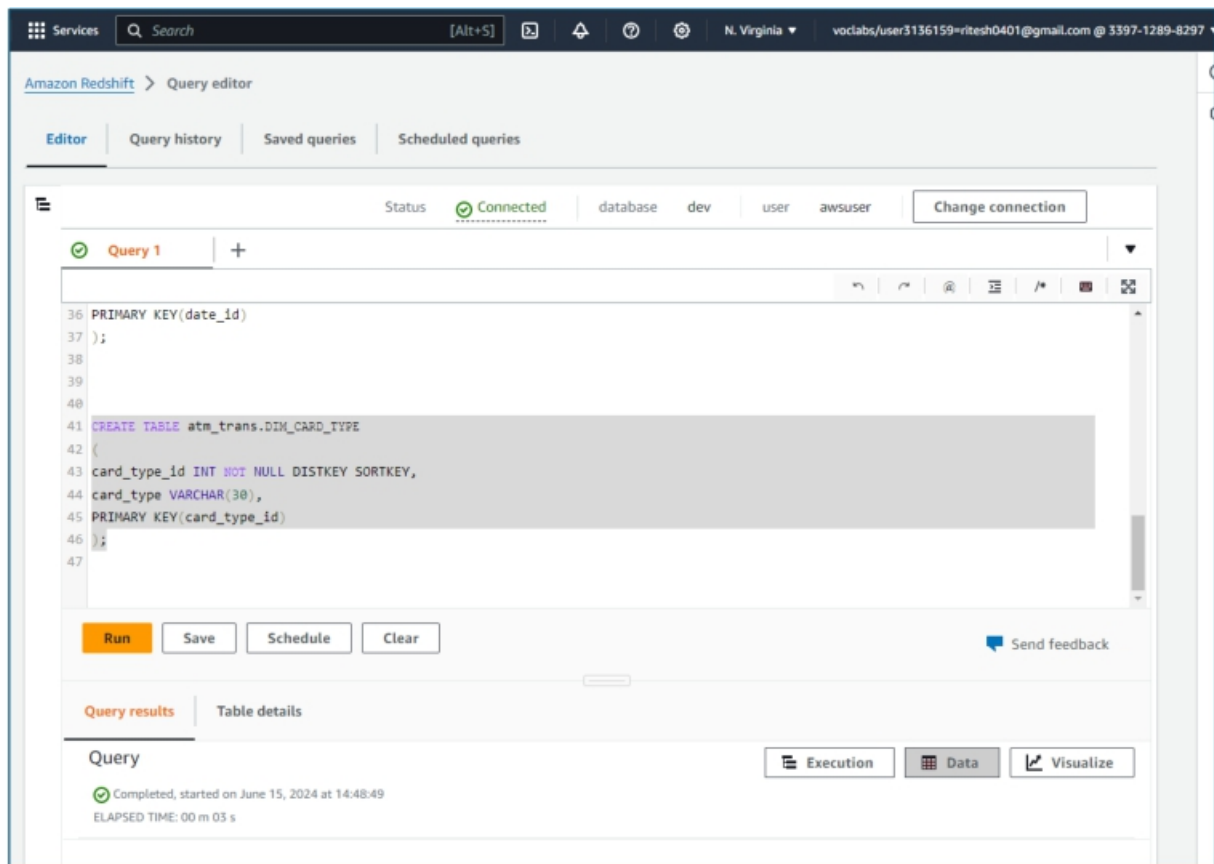 Services Search [Alt+S] N. Virginia ▼ voclabs/user3136159=ritesh0401@gmail.com @ 3397-1289-8297
Amazon Redshift > Query editor
Editor Query history Saved queries Scheduled queries
Status Connected database dev user awsuser Change connection
Query 1 +
36 PRIMARY KEY(date_id)
37 );
38
39
40
41 CREATE TABLE atm_trans.DIM_CARD_TYPE
42 (
43 card_type_id INT NOT NULL DISTKEY SORTKEY,
44 card_type VARCHAR(30),
45 PRIMARY KEY(card_type_id)
46 );
47
Run Save Schedule Clear Send feedback
Query results Table details
Query Execution Data Visualize
Completed, started on June 15, 2024 at 14:48:49
ELAPSED TIME: 00 m 03 s